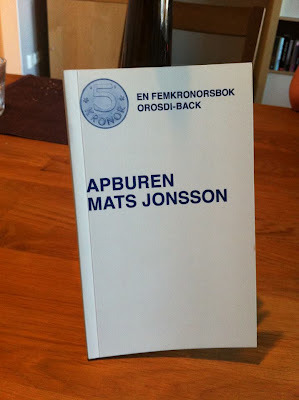 5
KRONOR
EN FEMKRONORSBOK
OROSDI-BACK
APBUREN
MATS JONSSON